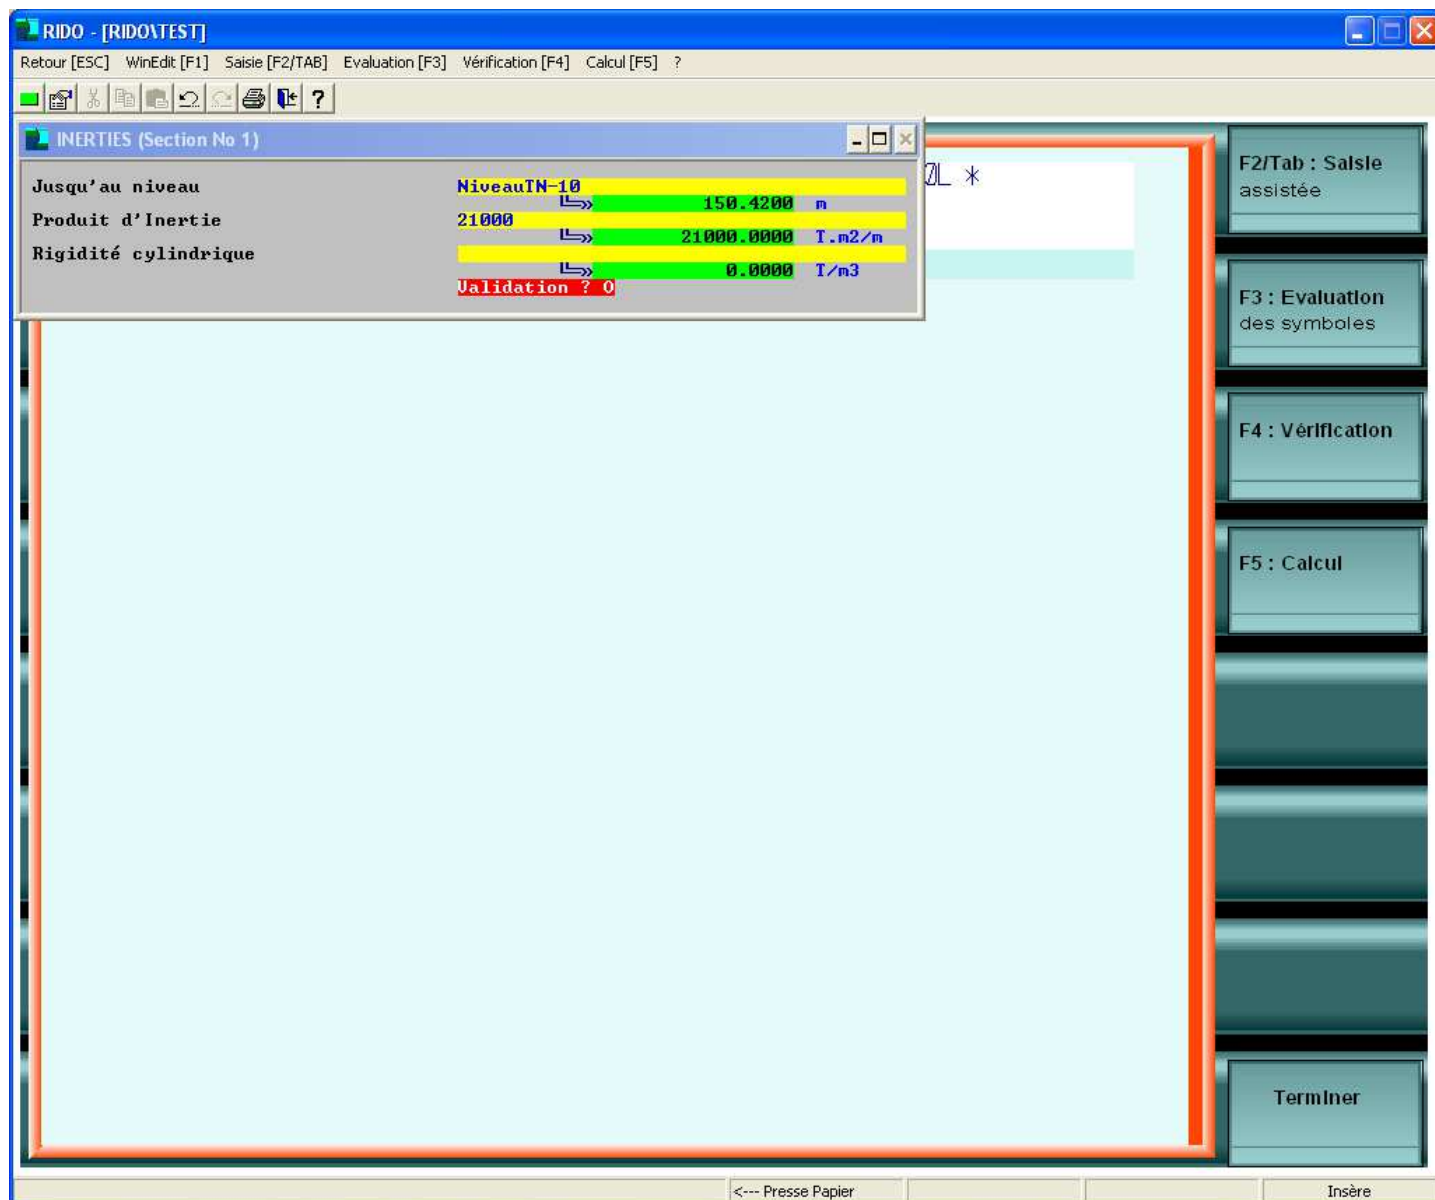 RIDO - [RIDO\TEST]
Retour [ESC] WinEdit [F1] Saisie [F2/TAB] Evaluation [F3] Vérification [F4] Calcul [F5] ?
INERTIES (Section No 1)
Jusqu'au niveau NiveauTN-10
150.4200 m
Produit d'Inertie 21000
21000.0000 T.m2/m
Rigidité cylindrique
0.0000 T/m3
Validation ? O
L *
F2/Tab : Saisie
assistée
F3 : Evaluation
des symboles
F4 : Vérification
F5 : Calcul
Terminer
<--- Presse Papier Insère